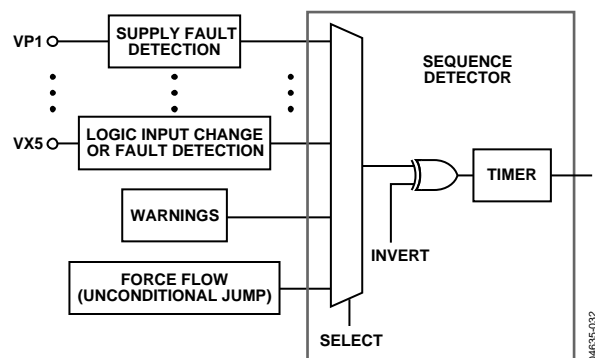 VP1
SUPPLY FAULT
DETECTION
SEQUENCE
DETECTOR
VX5
LOGIC INPUT CHANGE
OR FAULT DETECTION
TIMER
WARNINGS
INVERT
FORCE FLOW
(UNCONDITIONAL JUMP)
SELECT
04635-032